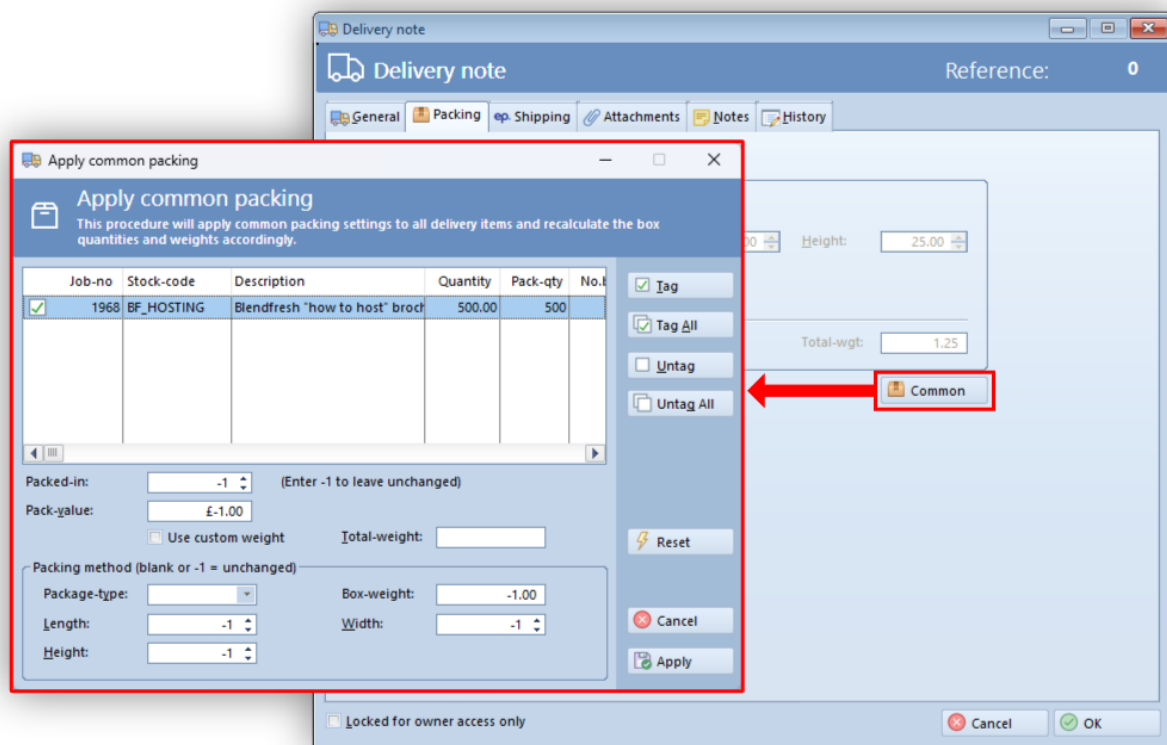 Delivery note
Delivery note Reference: 0
General Packing ep. Shipping Attachments Notes History
Apply common packing
Apply common packing
This procedure will apply common packing settings to all delivery items and recalculate the box
quantities and weights accordingly.
Height: 25.00
Job-no Stock-code Description Quantity Pack-qty
1968 BF_HOSTING Blendfresh "how to host" broch 500.00 500
Tag
Tag All
Untag
Untag All
Total-wgt: 1.25
Common
Packed-in: -1 (Enter -1 to leave unchanged)
Pack-value: £-1.00
Use custom weight Total-weight:
Reset
Packing method (blank or -1 = unchanged)
Package-type: Box-weight: -1.00
Length: -1 Width: -1
Height: -1
Cancel
Apply
Locked for owner access only
Cancel OK